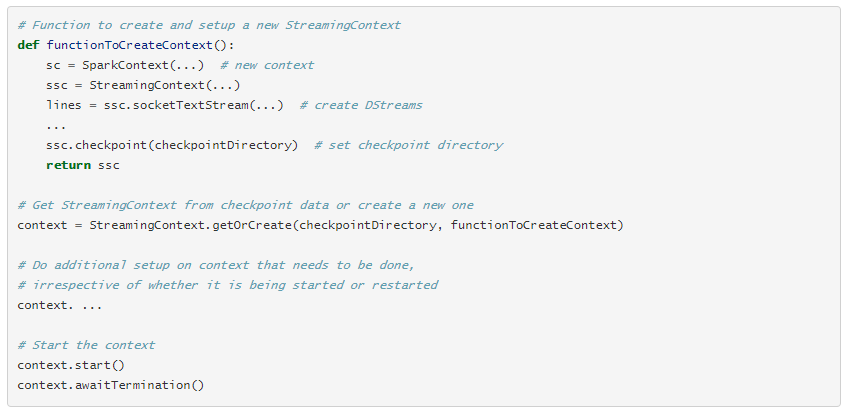 # Function to create and setup a new StreamingContext
def functionToCreateContext():
    sc = SparkContext(...)  # new context
    ssc = StreamingContext(...)
    lines = ssc.socketTextStream(...)  # create DStreams
    ...
    ssc.checkpoint(checkpointDirectory)  # set checkpoint directory
    return ssc

# Get StreamingContext from checkpoint data or create a new one
context = StreamingContext.getOrCreate(checkpointDirectory, functionToCreateContext)

# Do additional setup on context that needs to be done,
# irrespective of whether it is being started or restarted
context. ...

# Start the context
context.start()
context.awaitTermination()